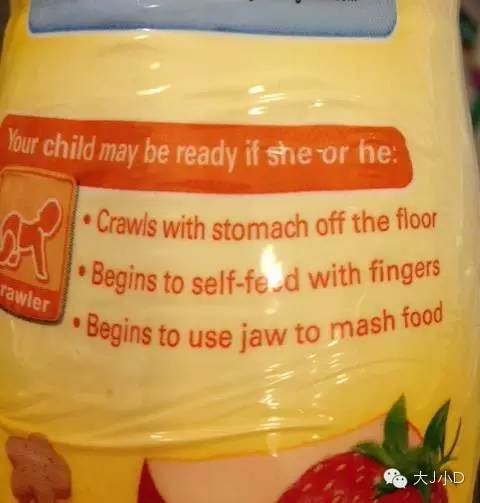 Your child may be ready if she or he:
• Crawls with stomach off the floor
• Begins to self-feed with fingers
• Begins to use jaw to mash food
rawler
大J小D